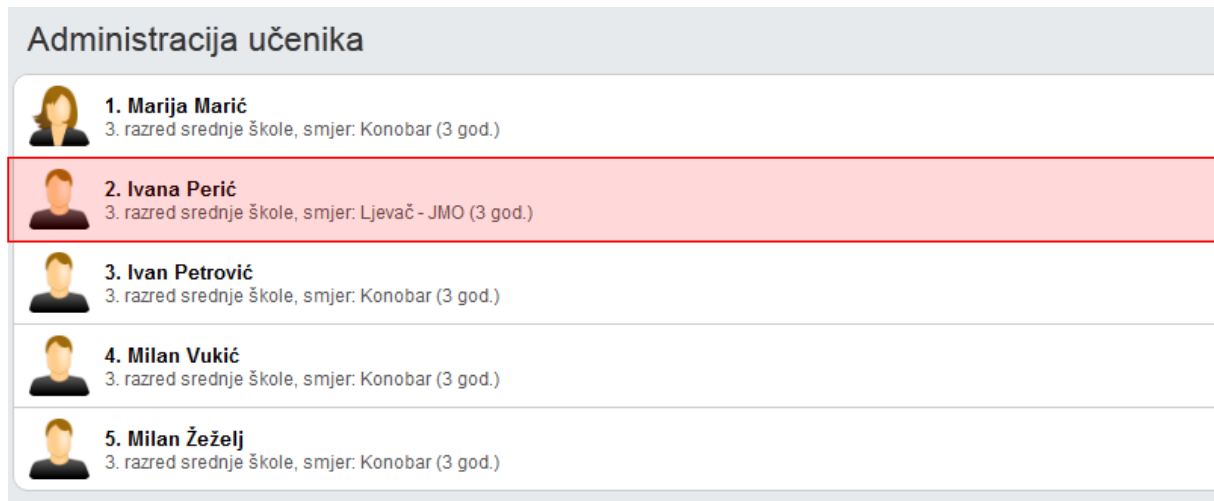 Administracija učenika
1. Marija Marić
3. razred srednje škole, smjer: Konobar (3 god.)
2. Ivana Perić
3. razred srednje škole, smjer: Ljevač - JMO (3 god.)
3. Ivan Petrović
3. razred srednje škole, smjer: Konobar (3 god.)
4. Milan Vukić
3. razred srednje škole, smjer: Konobar (3 god.)
5. Milan Žeželj
3. razred srednje škole, smjer: Konobar (3 god.)